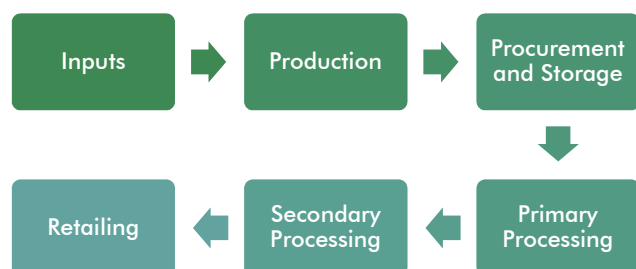 Inputs
Production
Procurement
and Storage
Primary
Processing
Secondary
Processing
Retailing